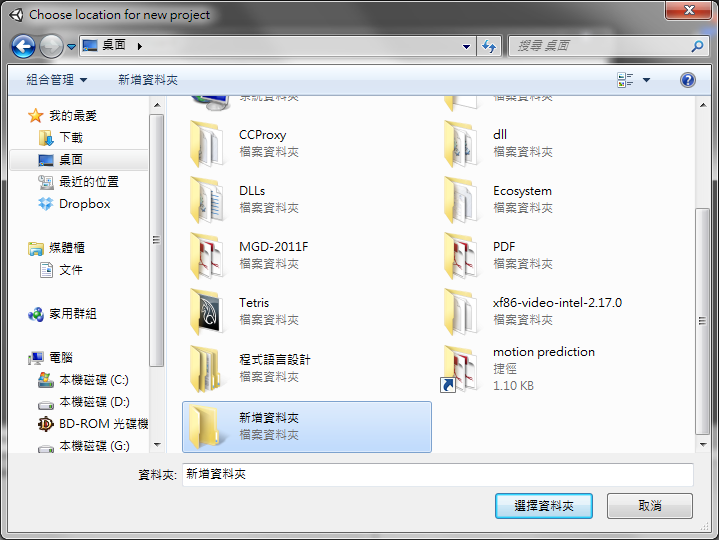 Choose location for new project
桌面
搜尋 桌面
組合管理
新增資料夾
我的最愛
下載
桌面
最近的位置
Dropbox
媒體櫃
文件
家用群組
電腦
本機磁碟 (C:)
本機磁碟 (D:)
BD-ROM 光碟機
本機磁碟 (G:)
系統資料夾
檔案資料夾
CCProxy
檔案資料夾
dll
檔案資料夾
DLLs
檔案資料夾
Ecosystem
檔案資料夾
MGD-2011F
檔案資料夾
PDF
檔案資料夾
Tetris
檔案資料夾
xf86-video-intel-2.17.0
檔案資料夾
程式語言設計
檔案資料夾
motion prediction
捷徑
1.10 KB
新增資料夾
檔案資料夾
資料夾:
新增資料夾
選擇資料夾
取消